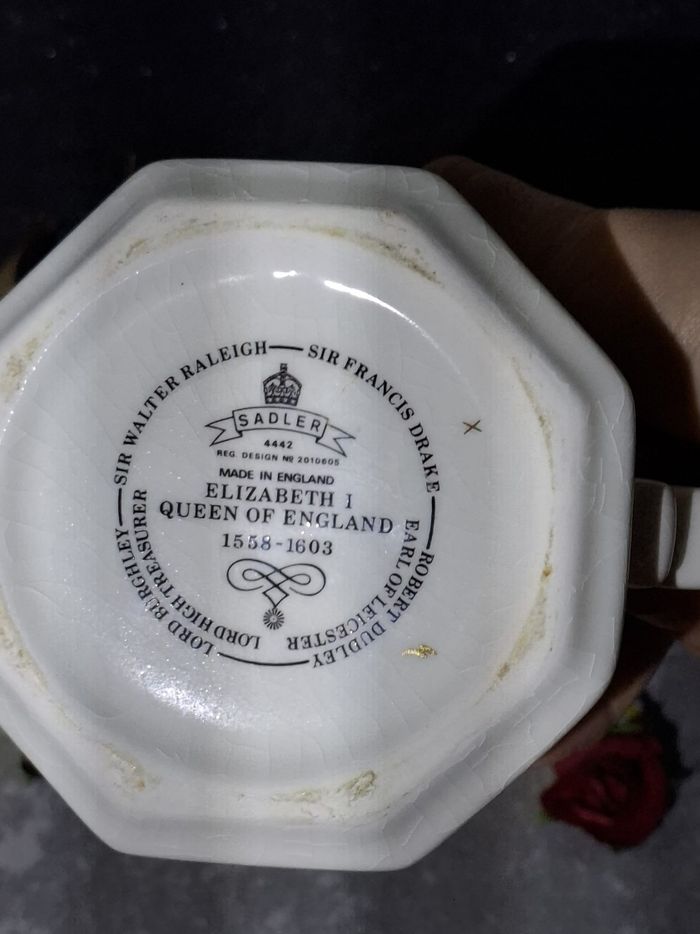 SIR WALTER RALEIGH
SIR FRANCIS DRAKE
ROBERT DUDLEY
EARL OF LEICESTER
LORD BURGHLEY
LORD HIGH TREASURER
SADLER
4442
REG. DESIGN Nº 2010605
MADE IN ENGLAND
ELIZABETH I
QUEEN OF ENGLAND
1558-1603